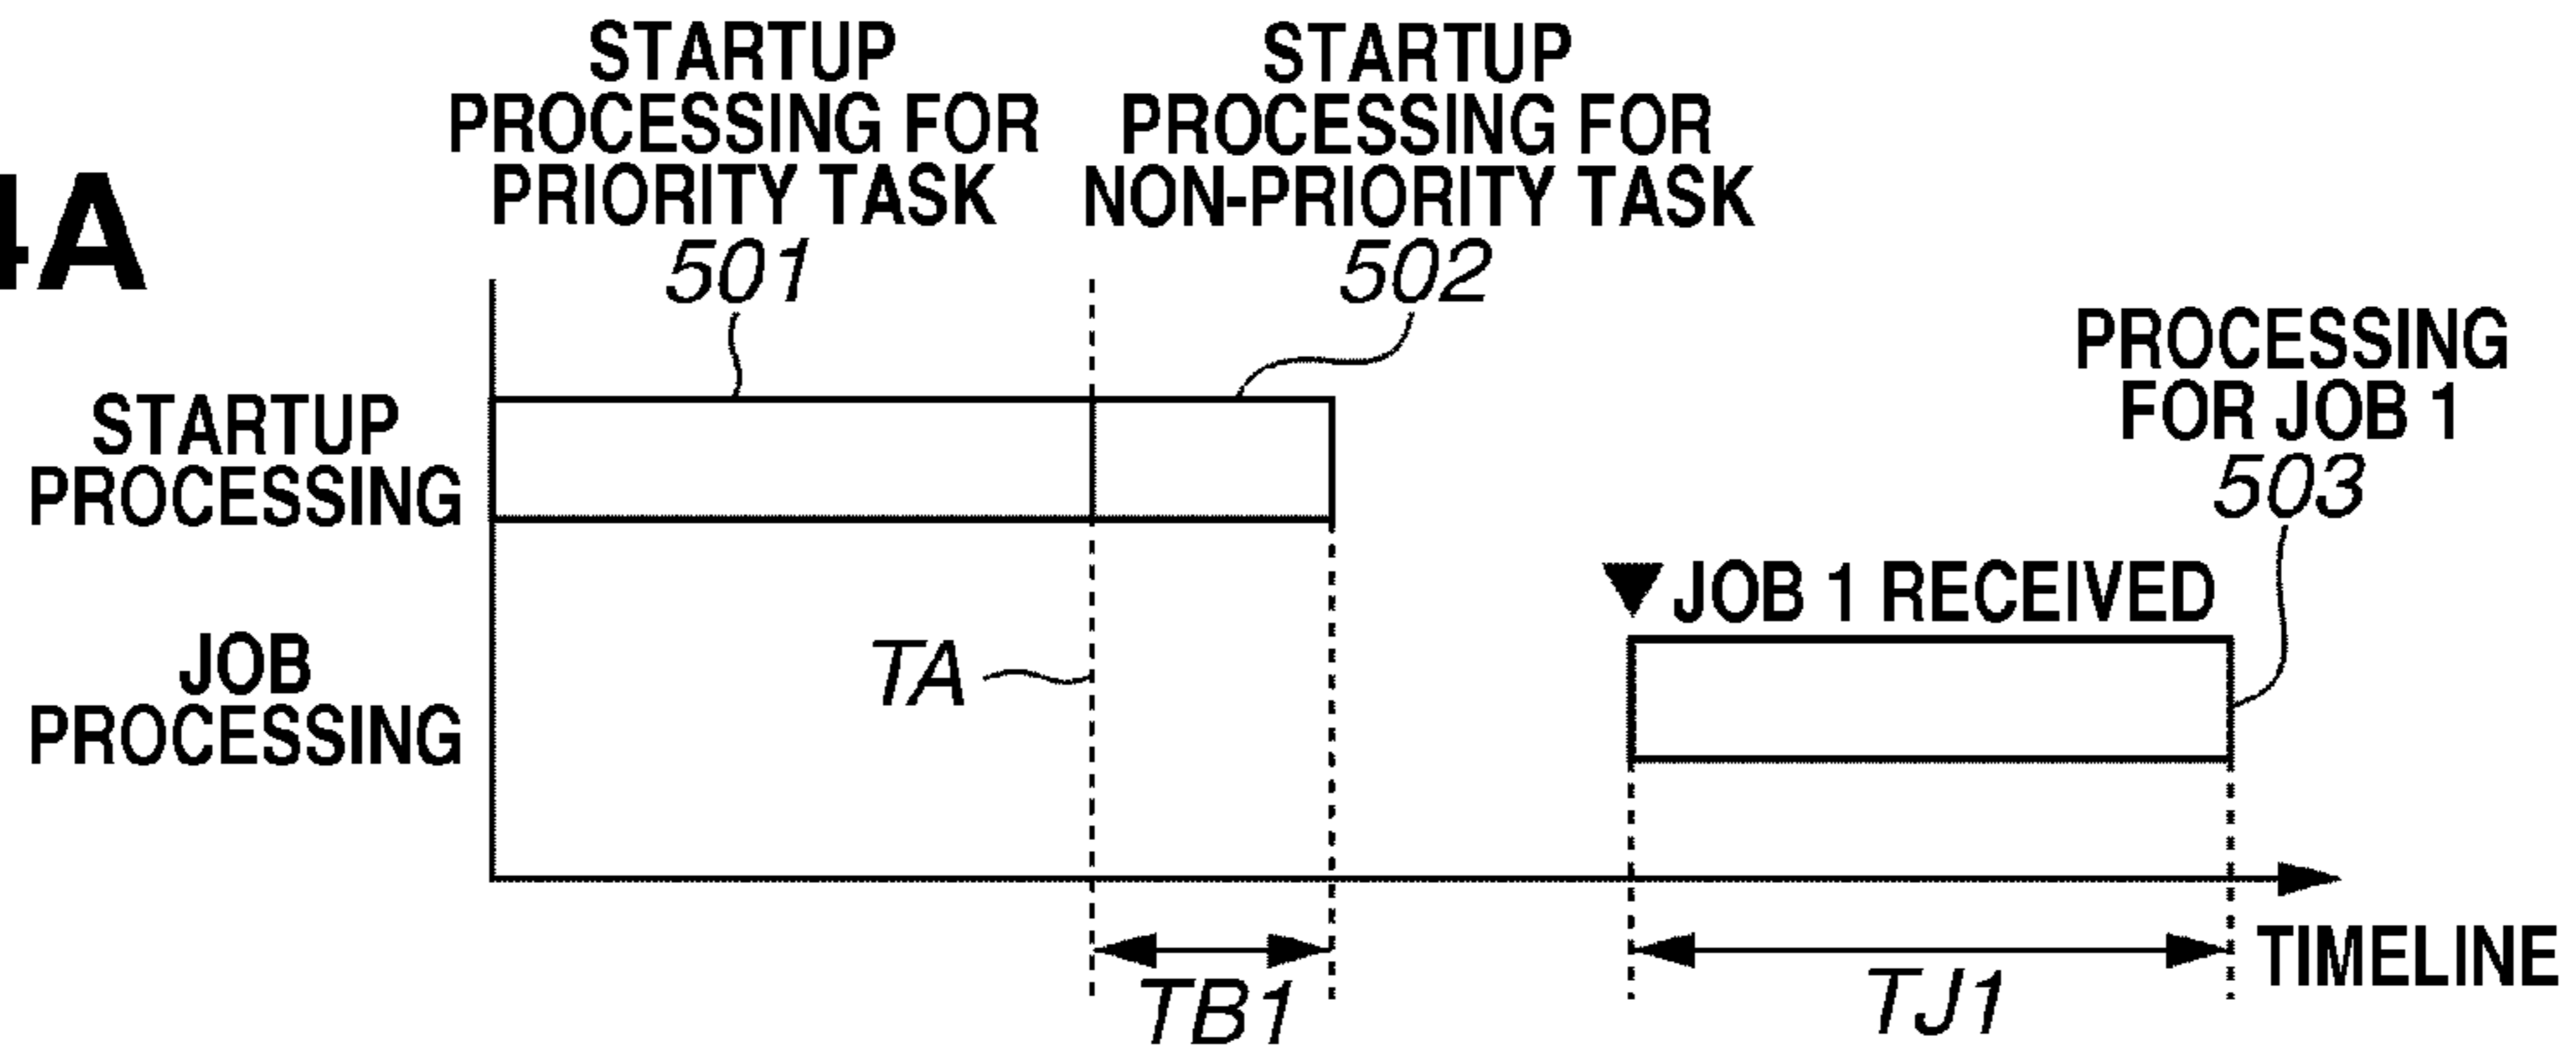 4A
STARTUP
PROCESSING FOR
PRIORITY TASK
501
STARTUP
PROCESSING FOR
NON-PRIORITY TASK
502
PROCESSING
FOR JOB 1
503
STARTUP
PROCESSING
JOB 1 RECEIVED
JOB
PROCESSING
TA
TB1
TJ1
TIMELINE